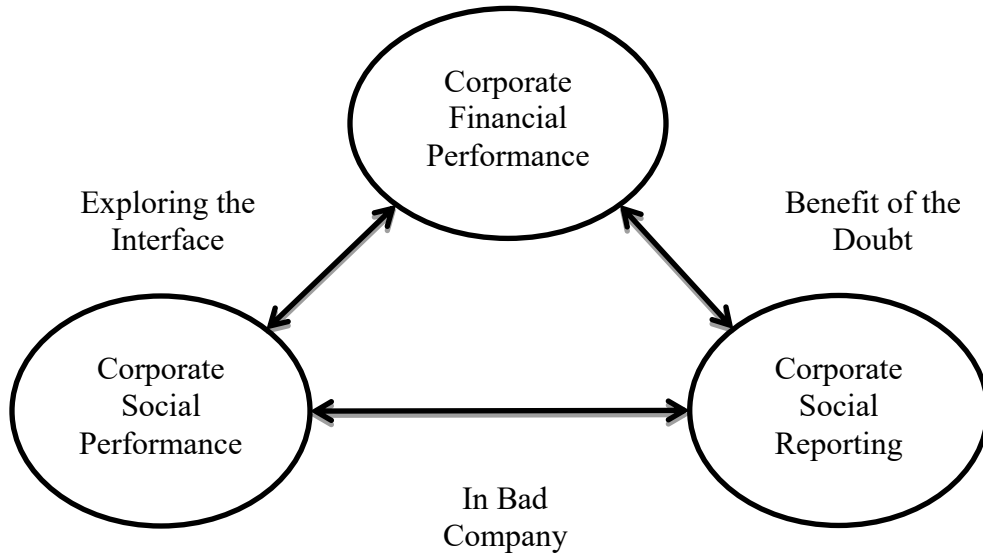 Corporate
Financial
Performance
Exploring the
Interface
Benefit of the
Doubt
Corporate
Social
Performance
Corporate
Social
Reporting
In Bad
Company